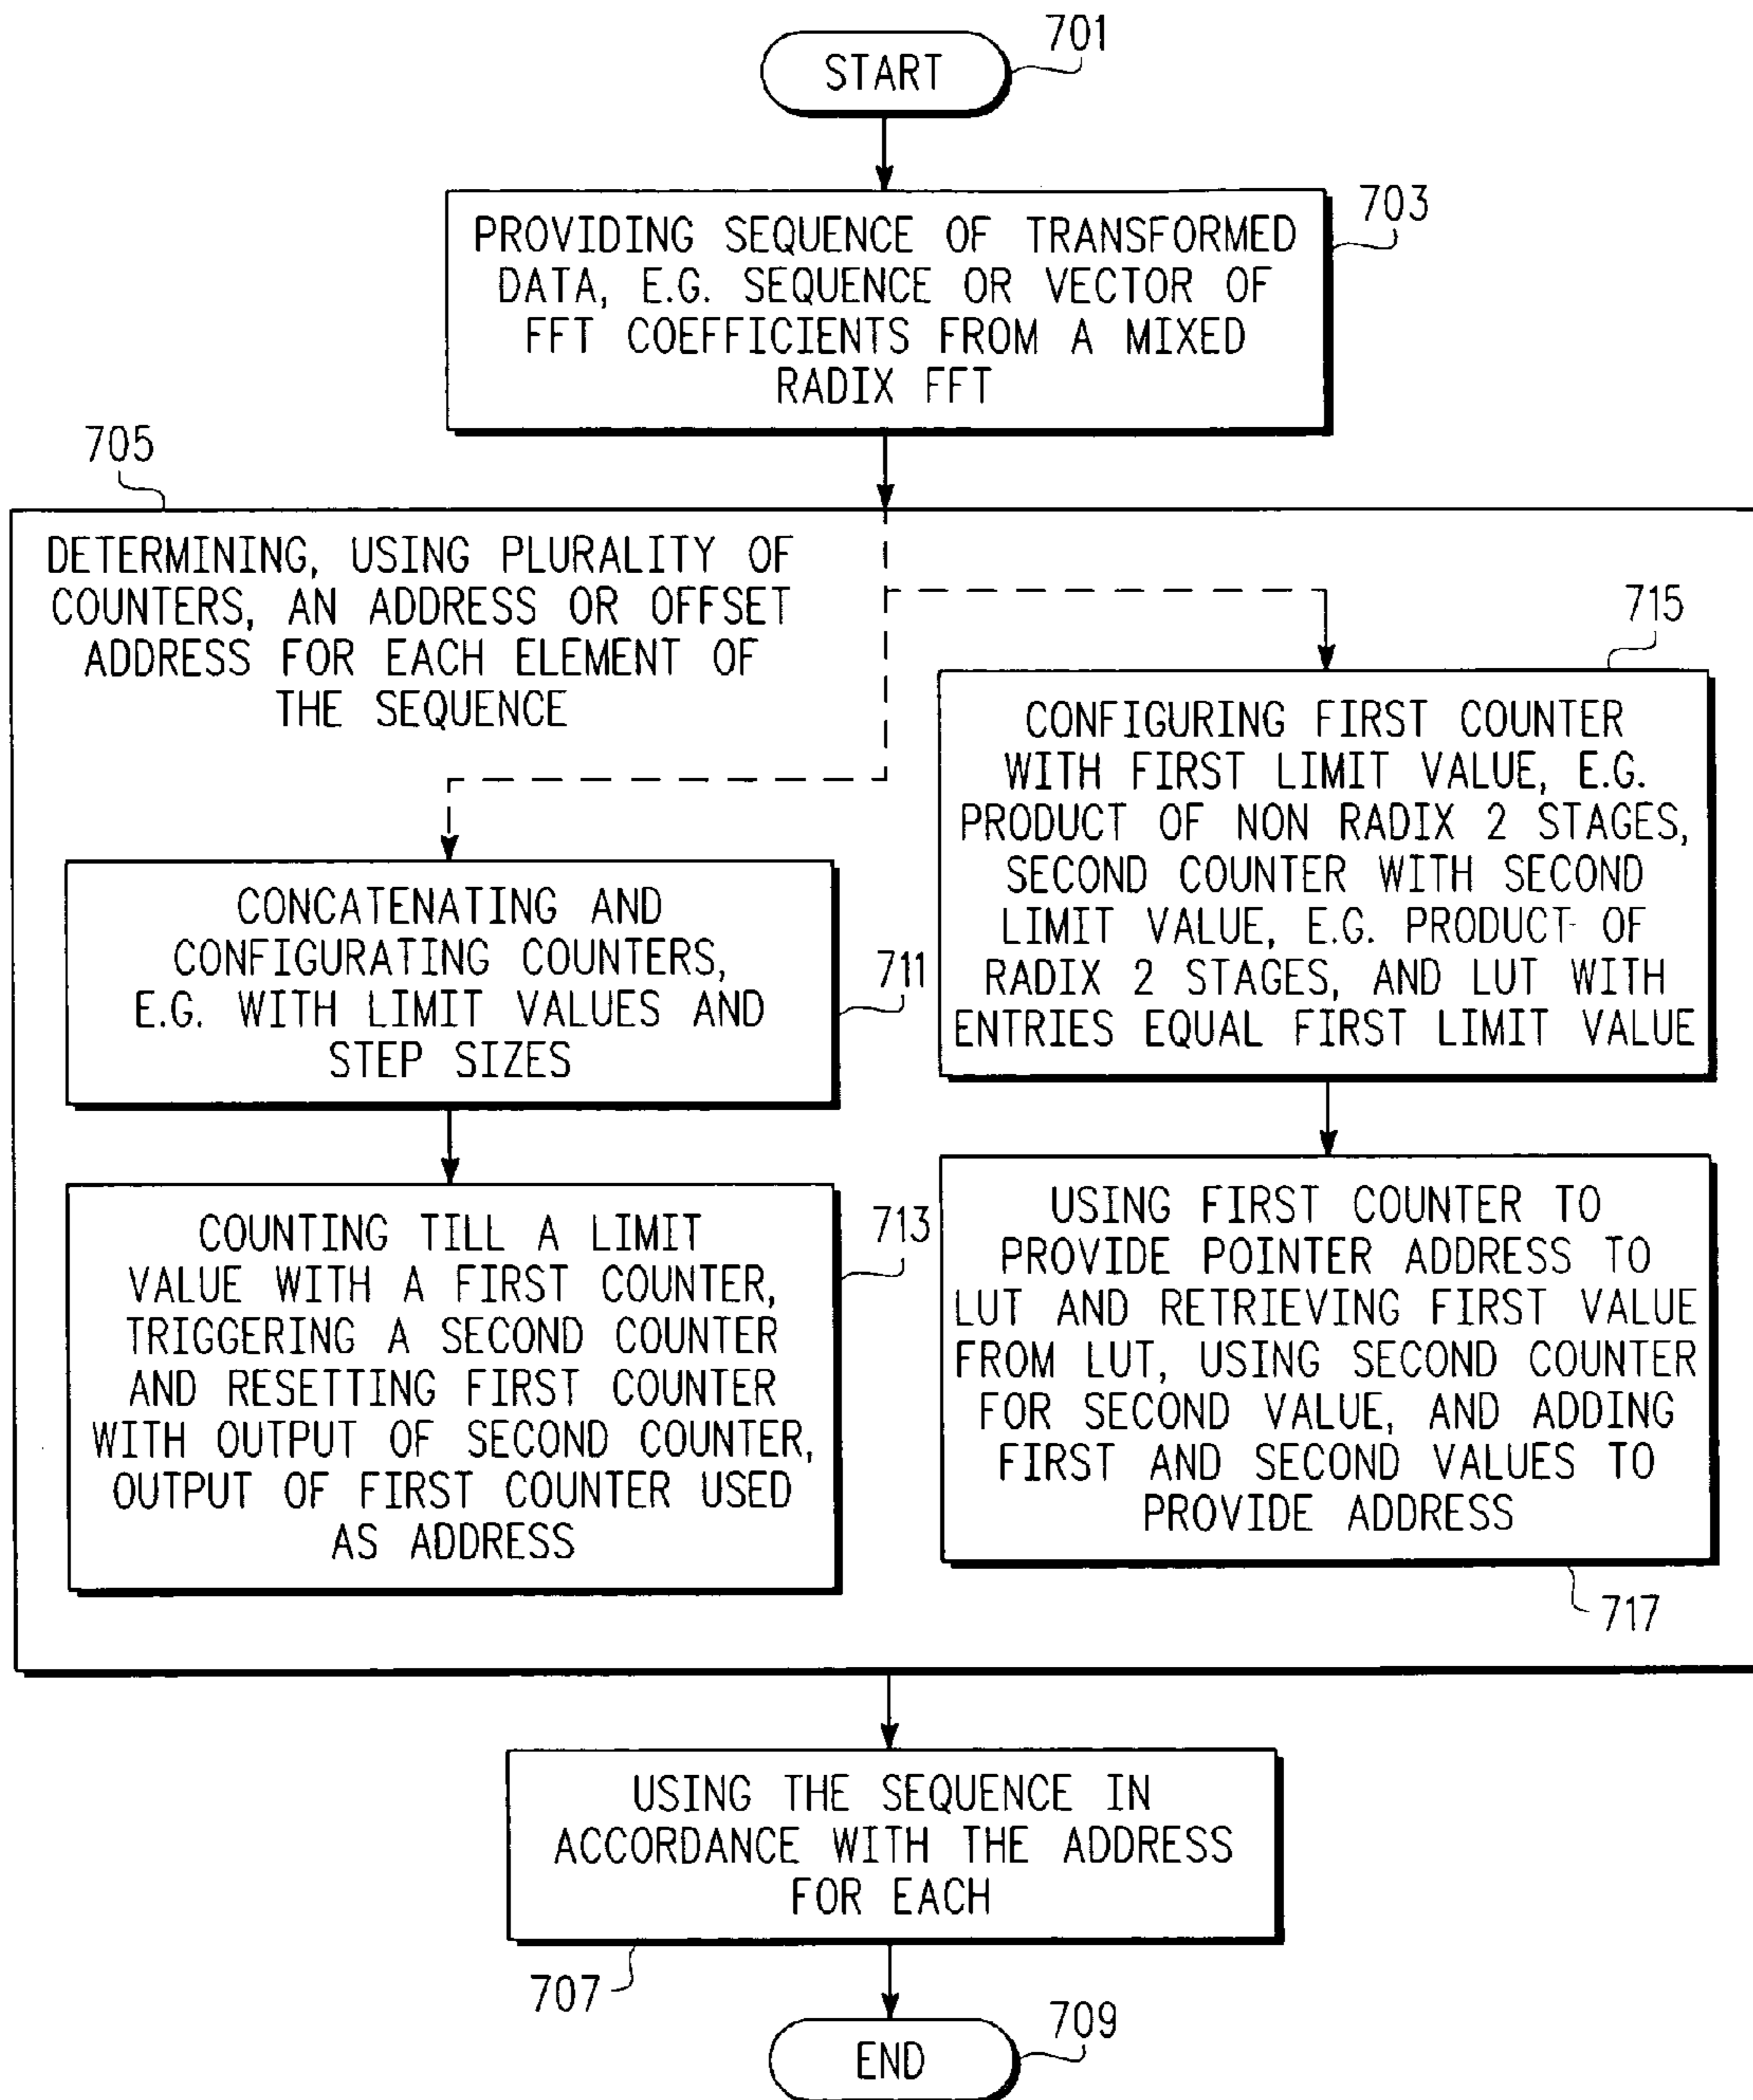 START
701
PROVIDING SEQUENCE OF TRANSFORMED
DATA, E.G. SEQUENCE OR VECTOR OF
FFT COEFFICIENTS FROM A MIXED
RADIX FFT
703
705
DETERMINING, USING PLURALITY OF
COUNTERS, AN ADDRESS OR OFFSET
ADDRESS FOR EACH ELEMENT OF
THE SEQUENCE
CONCATENATING AND
CONFIGURATING COUNTERS,
E.G. WITH LIMIT VALUES AND
STEP SIZES
711
COUNTING TILL A LIMIT
VALUE WITH A FIRST COUNTER,
TRIGGERING A SECOND COUNTER
AND RESETTING FIRST COUNTER
WITH OUTPUT OF SECOND COUNTER,
OUTPUT OF FIRST COUNTER USED
AS ADDRESS
713
715
CONFIGURING FIRST COUNTER
WITH FIRST LIMIT VALUE, E.G.
PRODUCT OF NON RADIX 2 STAGES,
SECOND COUNTER WITH SECOND
LIMIT VALUE, E.G. PRODUCT OF
RADIX 2 STAGES, AND LUT WITH
ENTRIES EQUAL FIRST LIMIT VALUE
USING FIRST COUNTER TO
PROVIDE POINTER ADDRESS TO
LUT AND RETRIEVING FIRST VALUE
FROM LUT, USING SECOND COUNTER
FOR SECOND VALUE, AND ADDING
FIRST AND SECOND VALUES TO
PROVIDE ADDRESS
717
USING THE SEQUENCE IN
ACCORDANCE WITH THE ADDRESS
FOR EACH
707
END
709